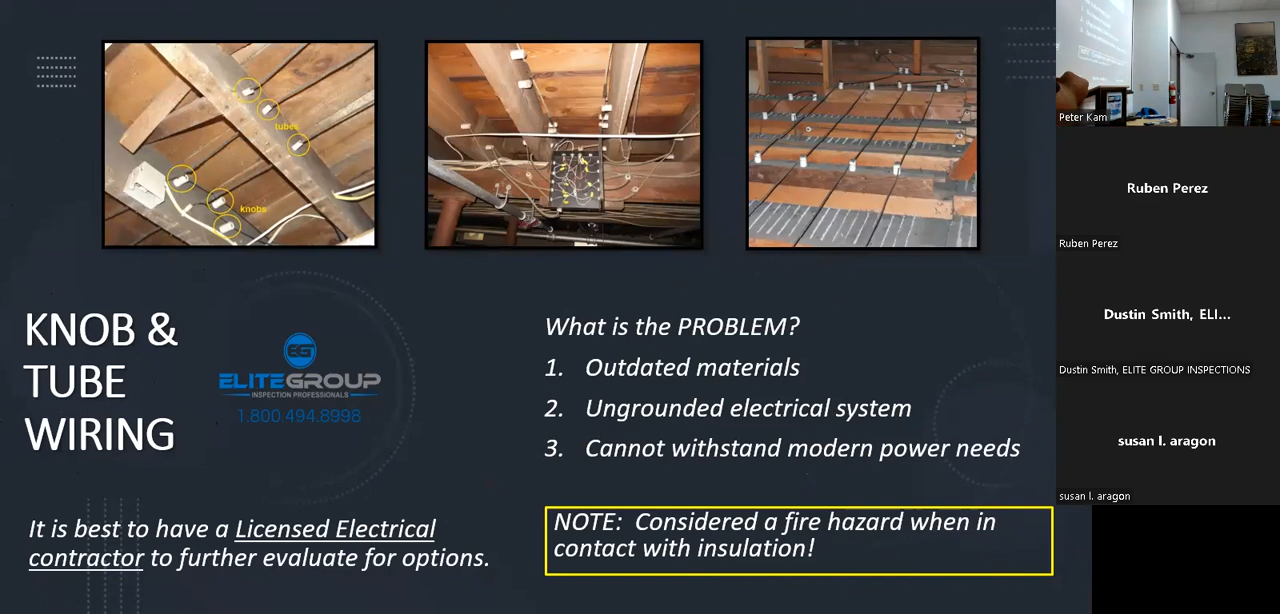 tubes
knobs
KNOB &
TUBE
WIRING
EG
ELITEGROUP
INSPECTION PROFESSIONALS
1.800.494.8998
It is best to have a Licensed Electrical
contractor to further evaluate for options.
What is the PROBLEM?
1. Outdated materials
2. Ungrounded electrical system
3. Cannot withstand modern power needs
NOTE: Considered a fire hazard when in
contact with insulation!
Peter Kam
Ruben Perez
Ruben Perez
Dustin Smith, ELI...
Dustin Smith, ELITE GROUP INSPECTIONS
susan l. aragon
susan l. aragon